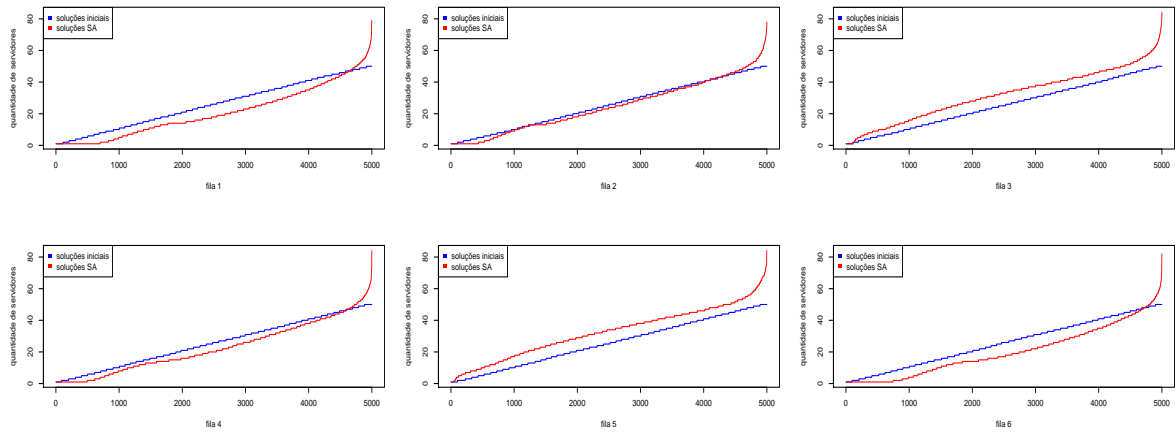 quantidade de servidores
80
60
40
20
0
soluções iniciais
soluções SA
0 1000 2000 3000 4000 5000
fila 1
quantidade de servidores
80
60
40
20
0
soluções iniciais
soluções SA
0 1000 2000 3000 4000 5000
fila 2
quantidade de servidores
80
60
40
20
0
soluções iniciais
soluções SA
0 1000 2000 3000 4000 5000
fila 3
quantidade de servidores
80
60
40
20
0
soluções iniciais
soluções SA
0 1000 2000 3000 4000 5000
fila 4
quantidade de servidores
80
60
40
20
0
soluções iniciais
soluções SA
0 1000 2000 3000 4000 5000
fila 5
quantidade de servidores
80
60
40
20
0
soluções iniciais
soluções SA
0 1000 2000 3000 4000 5000
fila 6